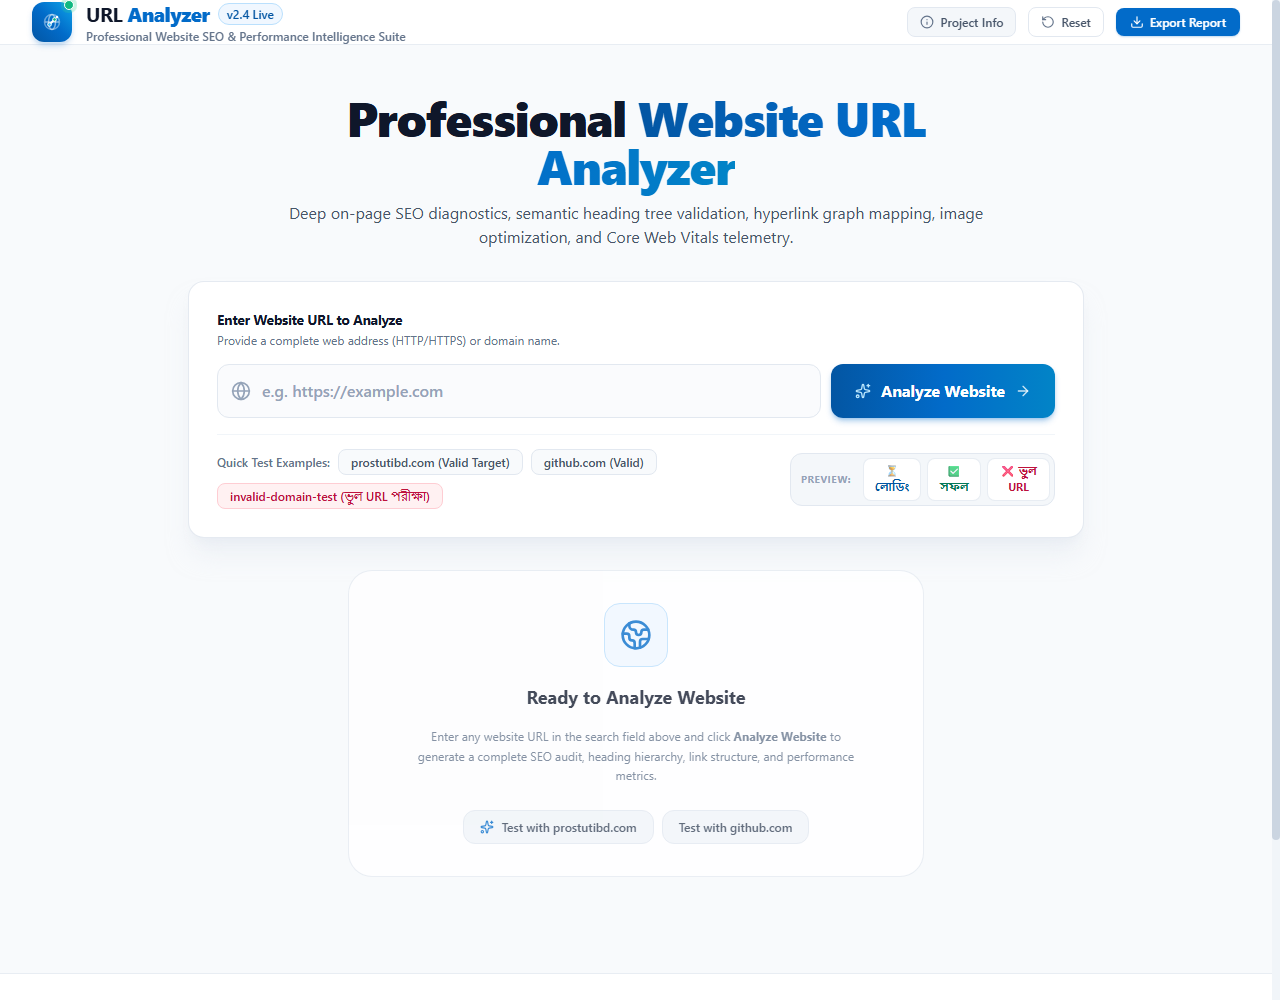 URL Analyzer v2.4 Live
Professional Website SEO & Performance Intelligence Suite
Project Info
Reset
Export Report
Professional Website URL
Analyzer
Deep on-page SEO diagnostics, semantic heading tree validation, hyperlink graph mapping, image
optimization, and Core Web Vitals telemetry.
Enter Website URL to Analyze
Provide a complete web address (HTTP/HTTPS) or domain name.
e.g. https://example.com
Analyze Website
Quick Test Examples:
prostutibd.com (Valid Target)
github.com (Valid)
invalid-domain-test (ভুল URL পরীক্ষা)
PREVIEW:
⏳
লোডিং
✅
সফল
❌ ভুল
URL
Ready to Analyze Website
Enter any website URL in the search field above and click Analyze Website to
generate a complete SEO audit, heading hierarchy, link structure, and performance
metrics.
Test with prostutibd.com
Test with github.com